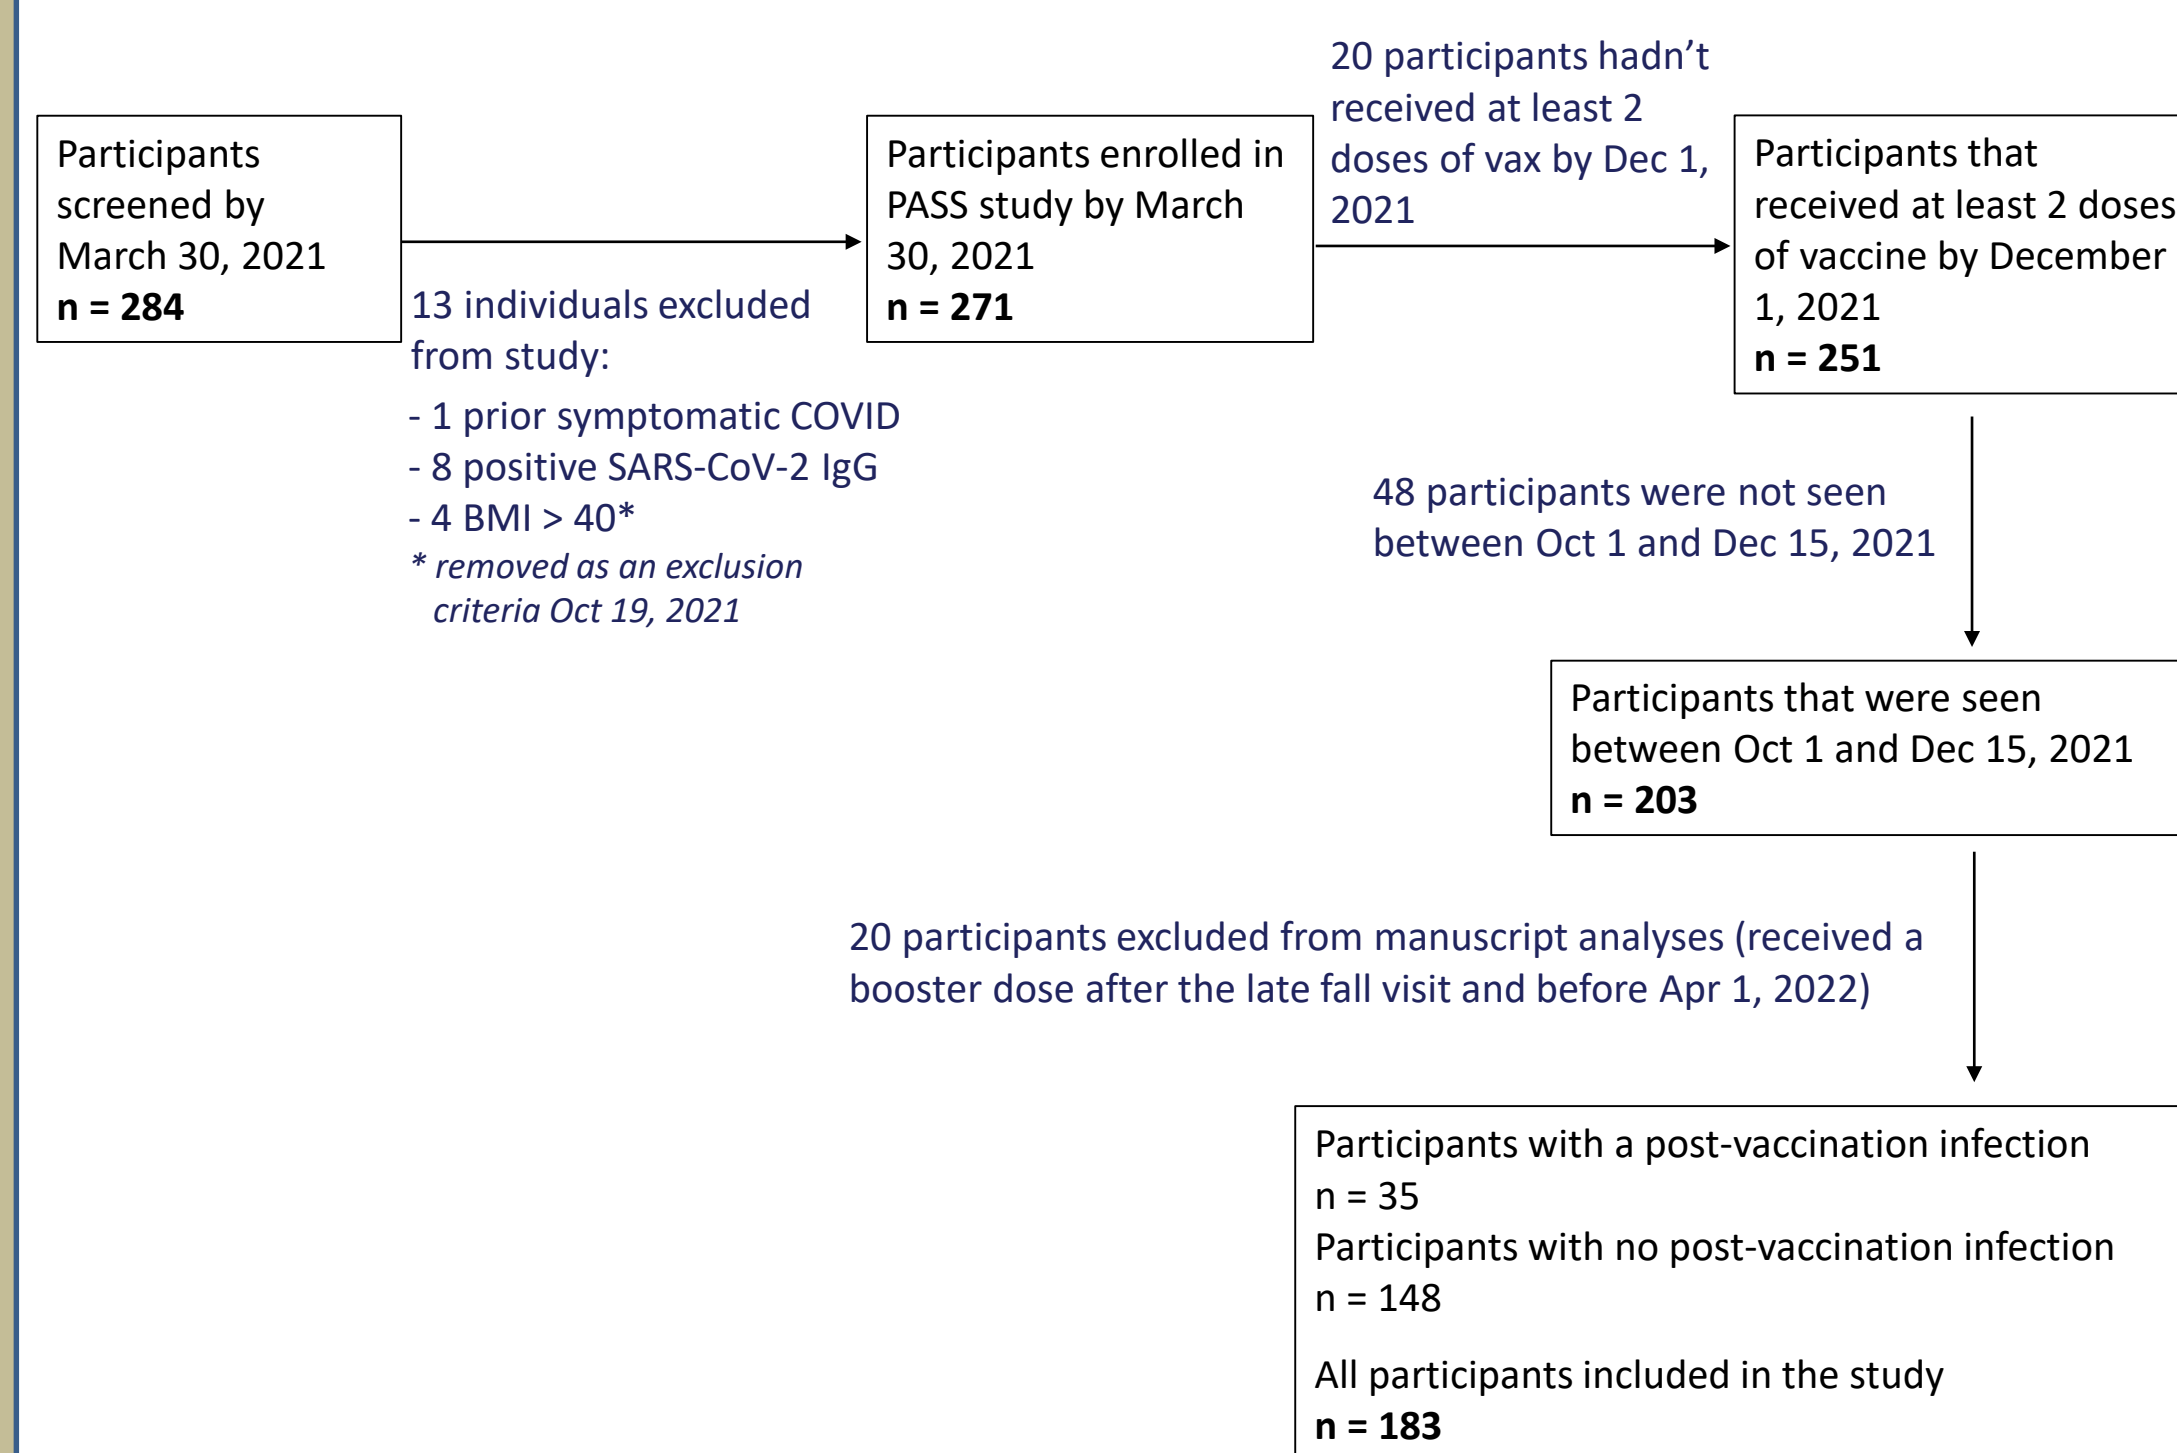 Participants
screened by
March 30, 2021
n = 284
13 individuals excluded
from study:
- 1 prior symptomatic COVID
- 8 positive SARS-CoV-2 IgG
- 4 BMI > 40*
* removed as an exclusion
criteria Oct 19, 2021
Participants enrolled in
PASS study by March
30, 2021
n = 271
20 participants hadn’t
received at least 2
doses of vax by Dec 1,
2021
Participants that
received at least 2 doses
of vaccine by December
1, 2021
n = 251
48 participants were not seen
between Oct 1 and Dec 15, 2021
Participants that were seen
between Oct 1 and Dec 15, 2021
n = 203
20 participants excluded from manuscript analyses (received a
booster dose after the late fall visit and before Apr 1, 2022)
Participants with a post-vaccination infection
n = 35
Participants with no post-vaccination infection
n = 148
All participants included in the study
n = 183